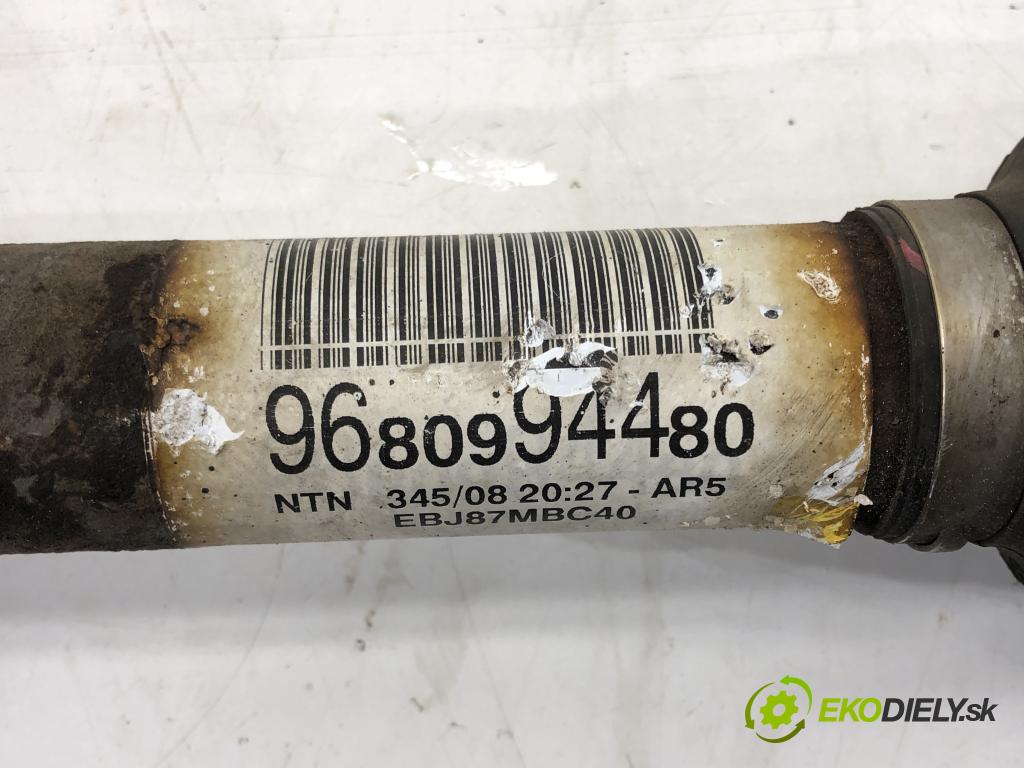 9680994480
NTN 345/08 20:27 - AR5
EBJ87MBC40
EKODIELY.sk